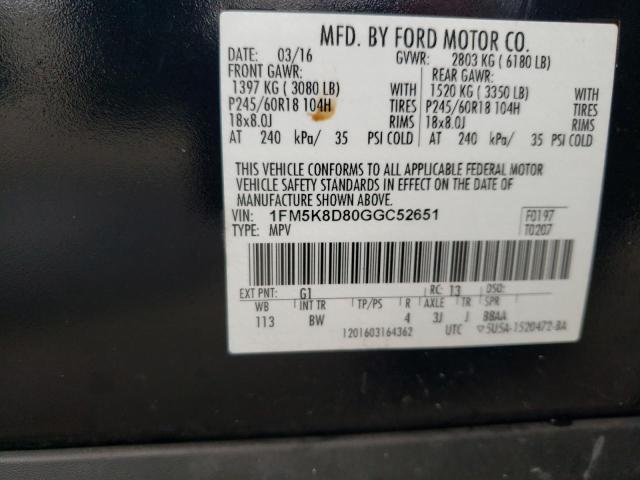 MFD. BY FORD MOTOR CO.
DATE: 03/16 GVWR: 2803 KG ( 6180 LB)
FRONT GAWR: REAR GAWR:
1397 KG ( 3080 LB) WITH 1520 KG ( 3350 LB) WITH
P245/60R18 104H TIRES P245/60R18 104H TIRES
18x8.0J RIMS 18x8.0J RIMS
AT 240 kPa/ 35 PSI COLD AT 240 kPa/ 35 PSI COLD
THIS VEHICLE CONFORMS TO ALL APPLICABLE FEDERAL MOTOR
VEHICLE SAFETY STANDARDS IN EFFECT ON THE DATE OF
MANUFACTURE SHOWN ABOVE.
VIN: 1FM5K8D80GGC52651 F0197
TYPE: MPV T0207
EXT PNT: G1 RC: 13 DSO:
WB INT TR TP/PS R AXLE TR SPR
113 BW 4 3J J BBAA
1201603164362 UTC ▽5U5A-1520472-BA